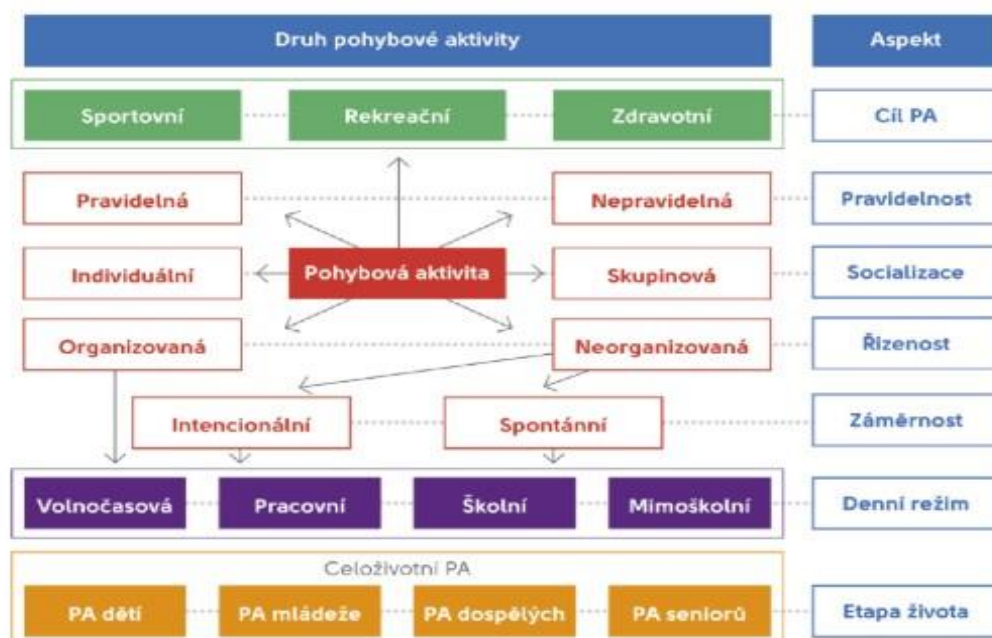 Druh pohybové aktivity Aspekt
Sportovní Rekreační Zdravotní Cíl PA
Pravidelná Nepravidelná Pravidelnost
Individuální Pohybová aktivita Skupinová Socializace
Organizovaná Neorganizovaná Řízenost
Intencionální Spontánní Záměrnost
Volnočasová Pracovní Školní Mimoškolní Denní režim
Celoživotní PA
PA dětí PA mládeže PA dospělých PA seniorů Etapa života